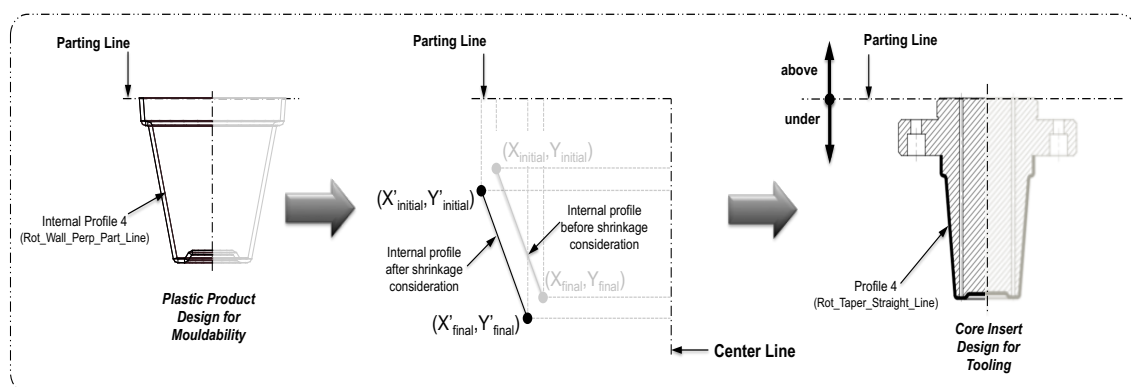 Parting Line
Internal Profile 4
(Rot_Wall_Perp_Part_Line)
Plastic Product
Design for
Mouldability
Parting Line
(Xinitial,Yinitial)
(X'initial,Y'initial)
Internal profile
before shrinkage
consideration
Internal profile
after shrinkage
consideration
(Xfinal,Yfinal)
(X'final,Y'final)
Center Line
Parting Line
above
under
Profile 4
(Rot_Taper_Straight_Line)
Core Insert
Design for
Tooling